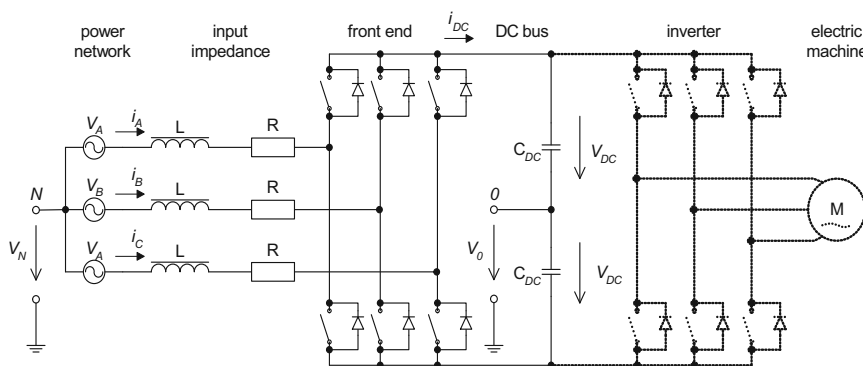 power network
input impedance
front end
i_DC
DC bus
inverter
electric machine
V_A
i_A
L
R
V_B
i_B
L
R
V_A
i_C
L
R
N
V_N
0
V_0
C_DC
V_DC
C_DC
V_DC
M